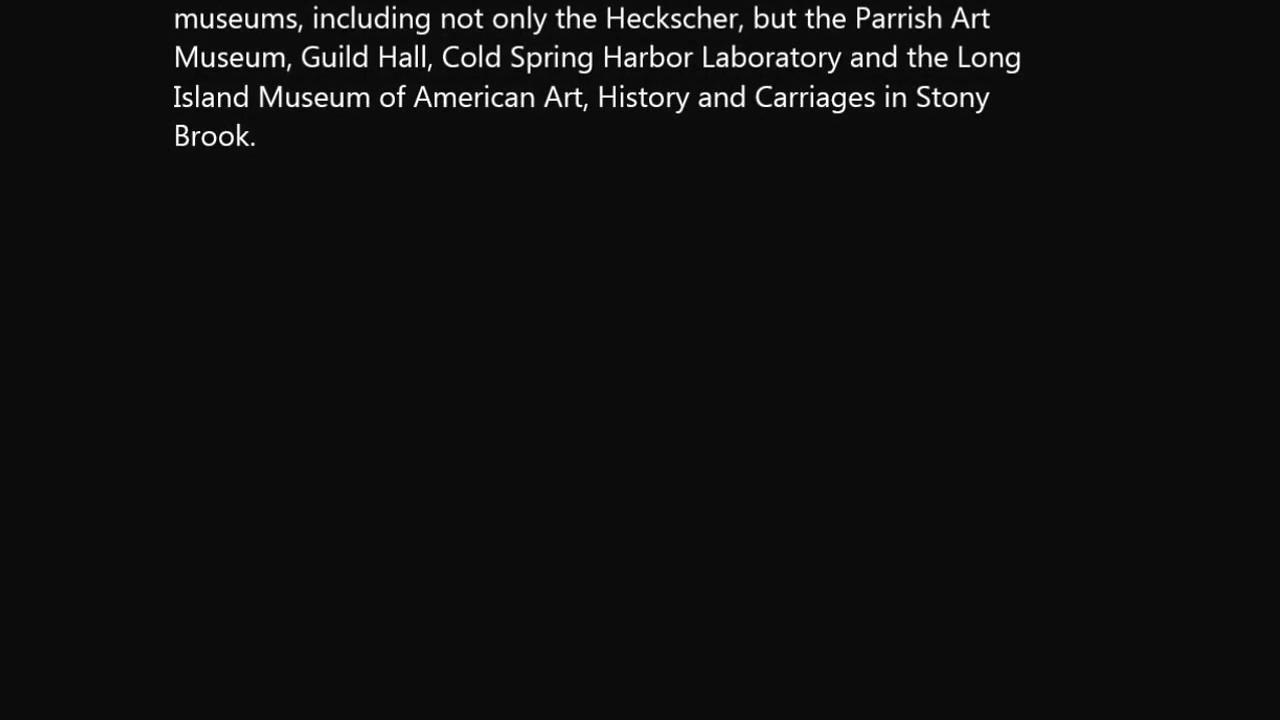 museums, including not only the Heckscher, but the Parrish Art
Museum, Guild Hall, Cold Spring Harbor Laboratory and the Long
Island Museum of American Art, History and Carriages in Stony
Brook.